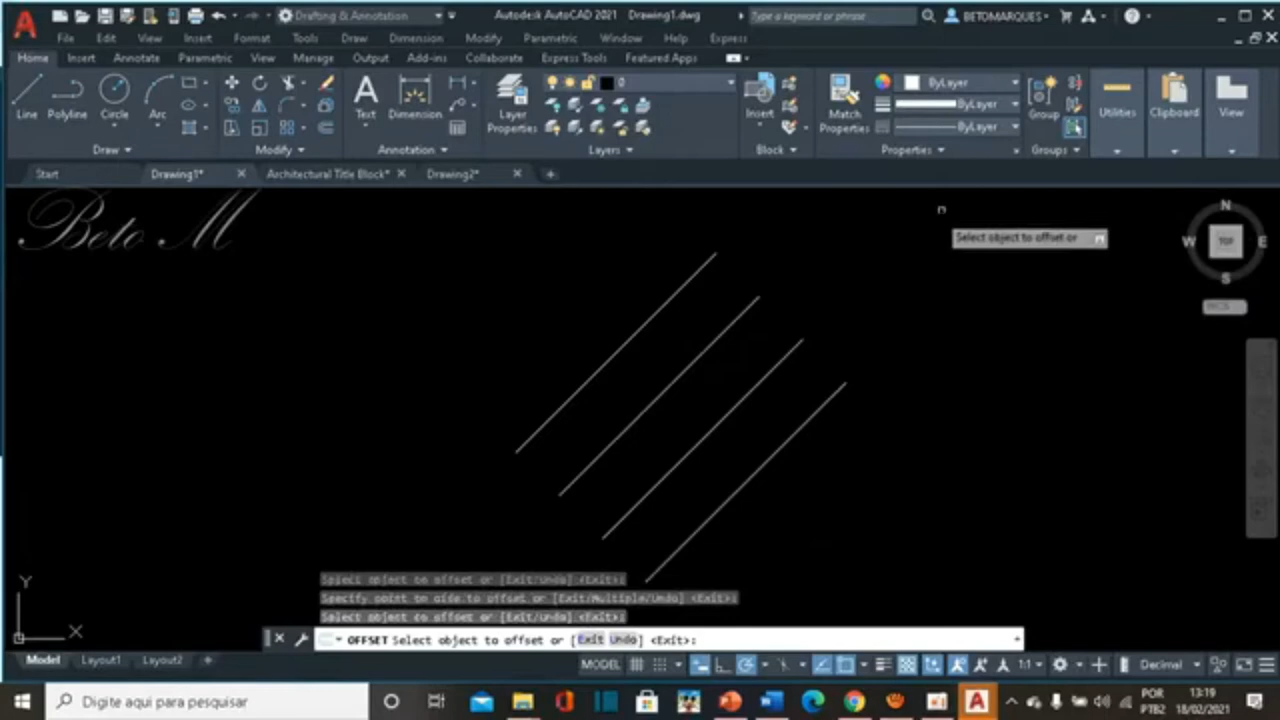 Drafting & Annotation Autodesk AutoCAD 2021 Drawing1.dwg Type a keyword or phrase BETOMARQUES
File Edit View Insert Format Tools Draw Dimension Modify Parametric Window Help Express
Home Insert Annotate Parametric View Manage Output Add-ins Collaborate Express Tools Featured Apps
0 ByLayer
ByLayer
ByLayer
Line Polyline Circle Arc Text Dimension Layer Properties Insert Match Properties Group Utilities Clipboard View
Draw Modify Annotation Layers Block Properties Groups
Start Drawing1* Architectural Title Block* Drawing2* +
Beto M
N
W TOP E
S
Select object to offset or
Y
X
Select object to offset or [Exit/Undo] <Exit>:
Specify point on side to offset or [Exit/Multiple/Undo] <Exit>:
Select object to offset or [Exit/Undo] <Exit>:
OFFSET Select object to offset or [Exit Undo] <Exit>:
Model Layout1 Layout2 + MODEL 1:1 Decimal
Digite aqui para pesquisar
POR
PTB2
13:19
18/02/2021